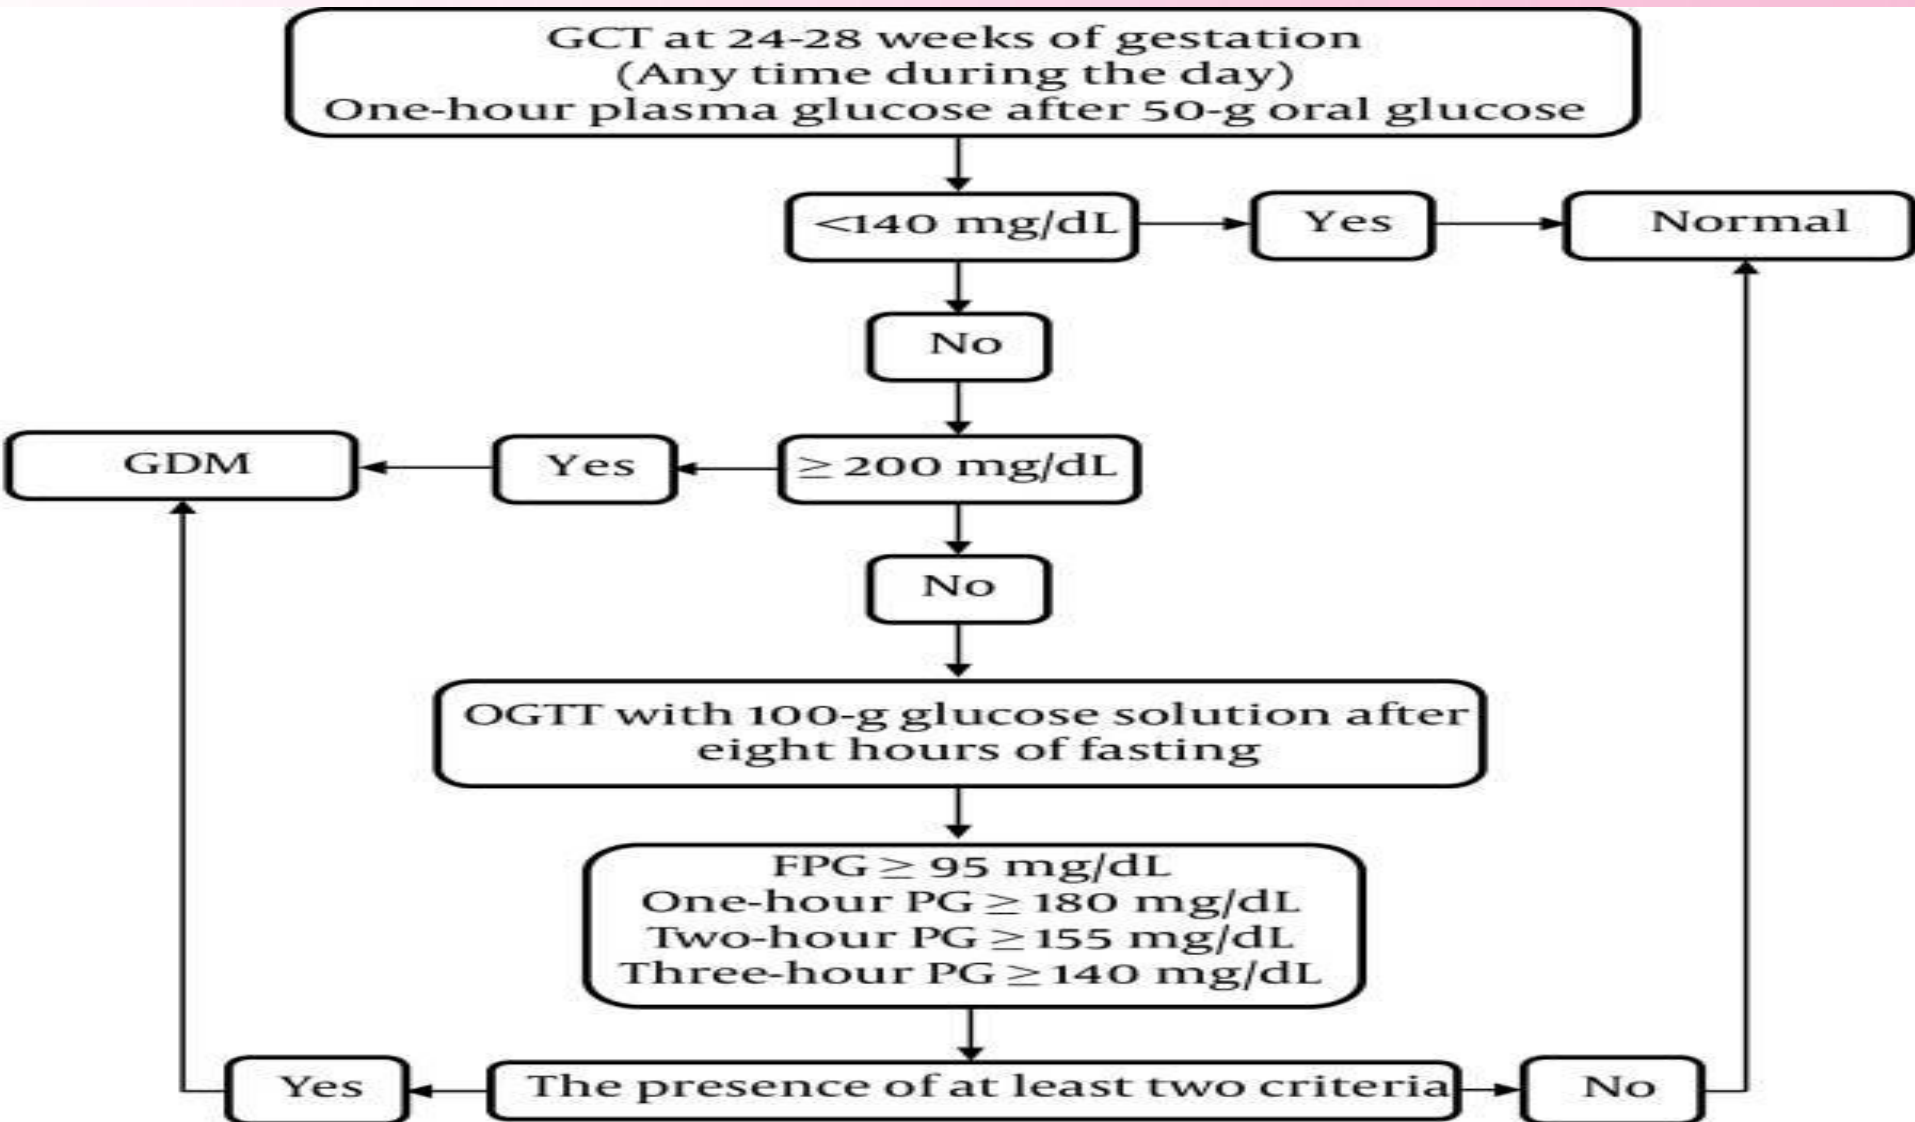 GCT at 24-28 weeks of gestation
(Any time during the day)
One-hour plasma glucose after 50-g oral glucose
<140 mg/dL
Yes
Normal
No
GDM
Yes
≥ 200 mg/dL
No
OGTT with 100-g glucose solution after
eight hours of fasting
FPG ≥ 95 mg/dL
One-hour PG ≥ 180 mg/dL
Two-hour PG ≥ 155 mg/dL
Three-hour PG ≥ 140 mg/dL
Yes
The presence of at least two criteria
No